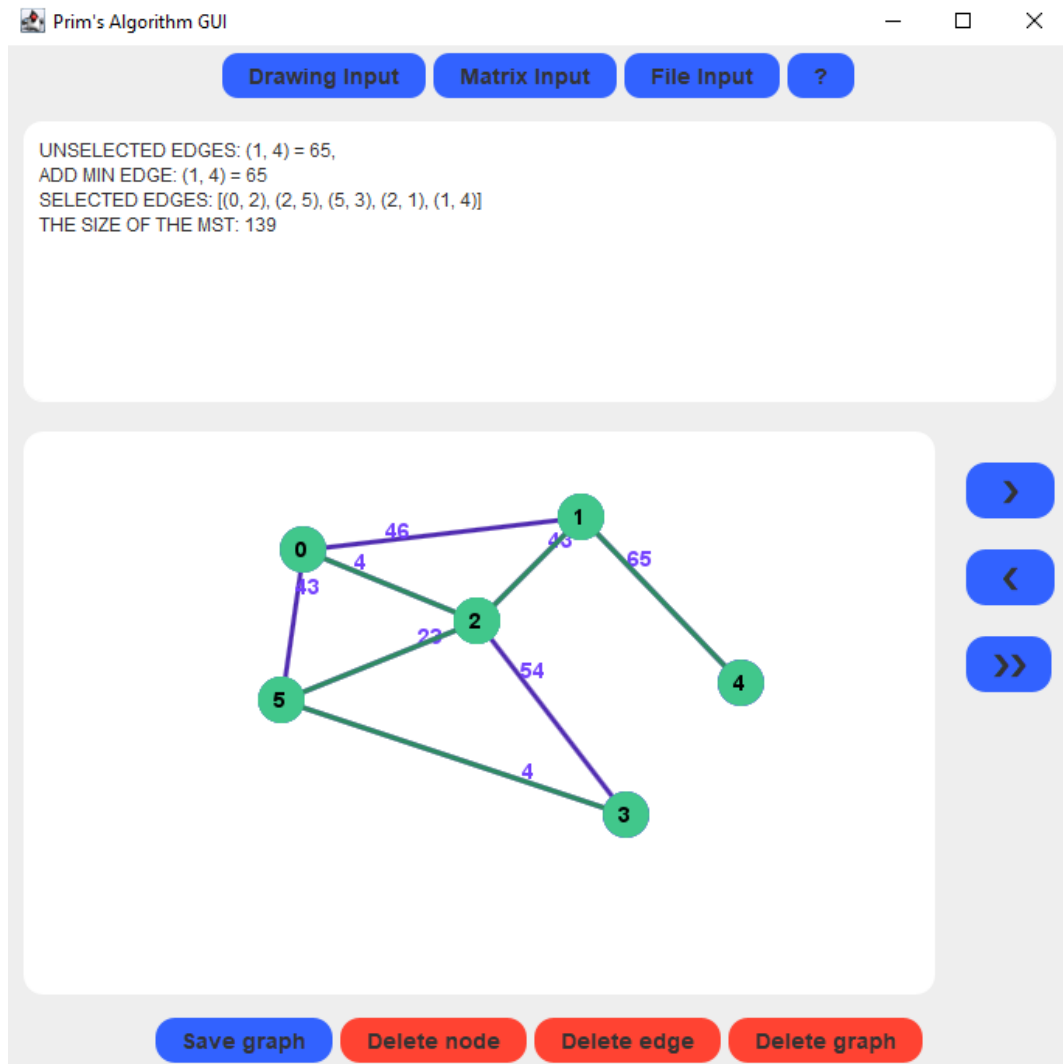 Prim's Algorithm GUI
Drawing Input Matrix Input File Input ?
UNSELECTED EDGES: (1, 4) = 65,
ADD MIN EDGE: (1, 4) = 65
SELECTED EDGES: [(0, 2), (2, 5), (5, 3), (2, 1), (1, 4)]
THE SIZE OF THE MST: 139
1
46
43
0
4
65
43
2
23
54
4
5
4
3
Save graph Delete node Delete edge Delete graph